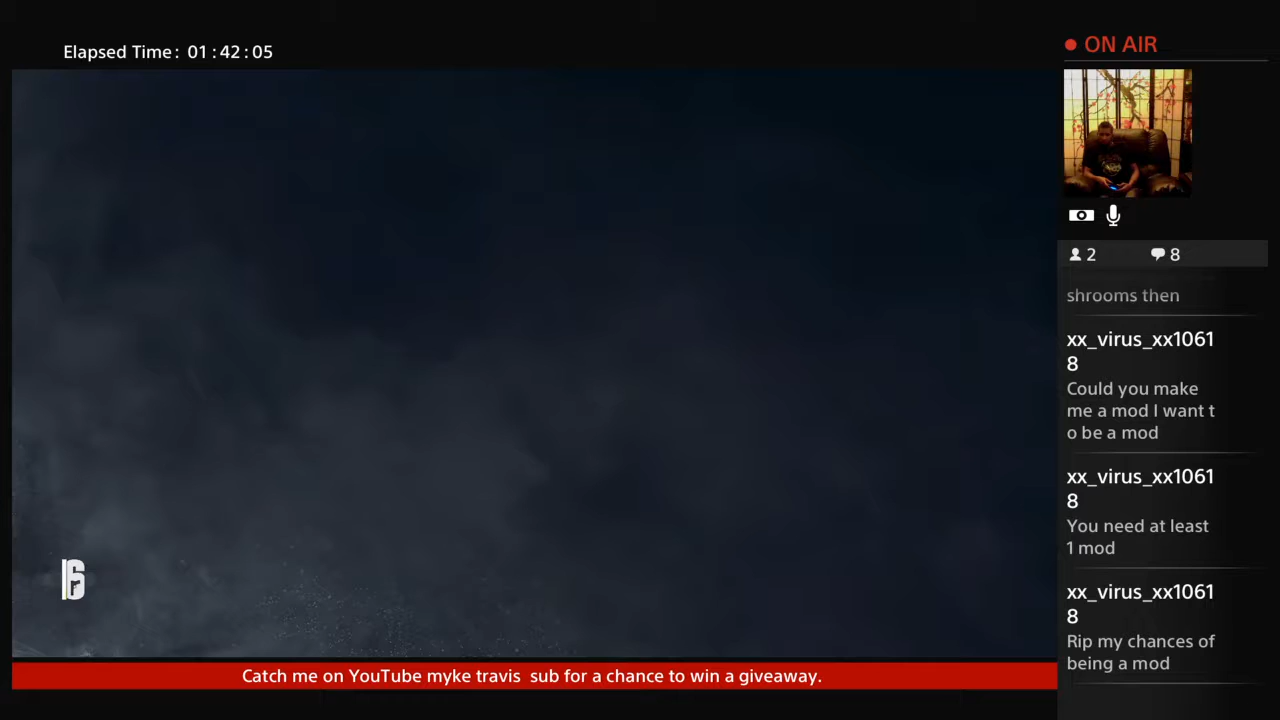 Elapsed Time: 01:42:05
ON AIR
2
8
shrooms then
xx_virus_xx1061
8
Could you make
me a mod I want t
o be a mod
xx_virus_xx1061
8
You need at least
1 mod
xx_virus_xx1061
8
Rip my chances of
being a mod
6
Catch me on YouTube myke travis sub for a chance to win a giveaway.